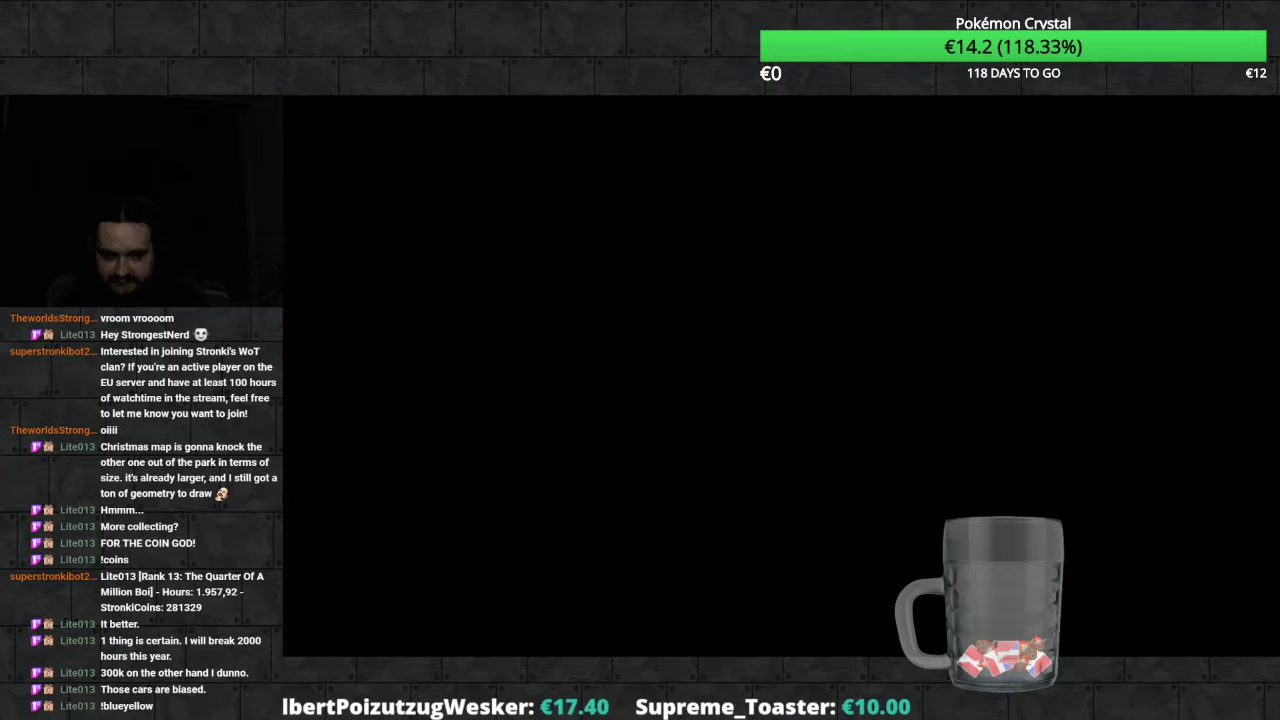 Pokémon Crystal
€14.2 (118.33%)
€0
118 DAYS TO GO
€12
TheworldsStrong... vroom vroooom
Lite013 Hey StrongestNerd
superstronkibot2... Interested in joining Stronki's WoT
clan? If you're an active player on the
EU server and have at least 100 hours
of watchtime in the stream, feel free
to let me know you want to join!
TheworldsStrong... oiiii
Lite013 Christmas map is gonna knock the
other one out of the park in terms of
size. it's already larger, and I still got a
ton of geometry to draw
Lite013 Hmmm...
Lite013 More collecting?
Lite013 FOR THE COIN GOD!
Lite013 !coins
superstronkibot2... Lite013 [Rank 13: The Quarter Of A
Million Boi] - Hours: 1.957,92 -
StronkiCoins: 281329
Lite013 It better.
Lite013 1 thing is certain. I will break 2000
hours this year.
Lite013 300k on the other hand I dunno.
Lite013 Those cars are biased.
Lite013 !blueyellow
lbertPoizutzugWesker: €17.40 Supreme_Toaster: €10.00